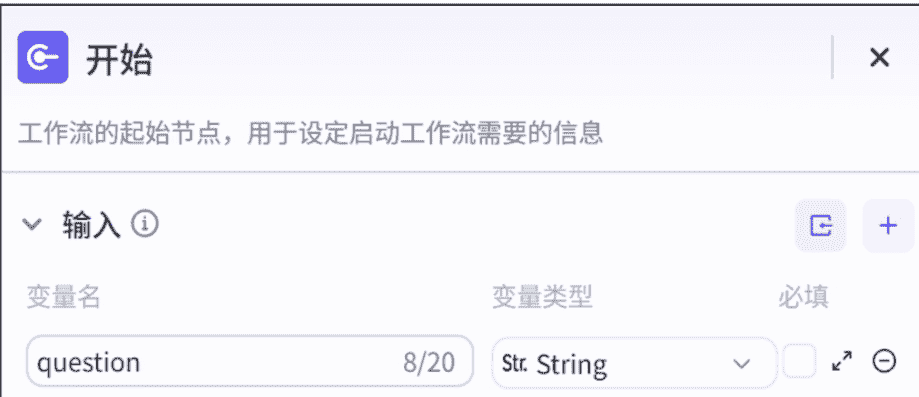 开始
工作流的起始节点，用于设定启动工作流需要的信息
输入
变量名 变量类型 必填
question 8/20 Str. String